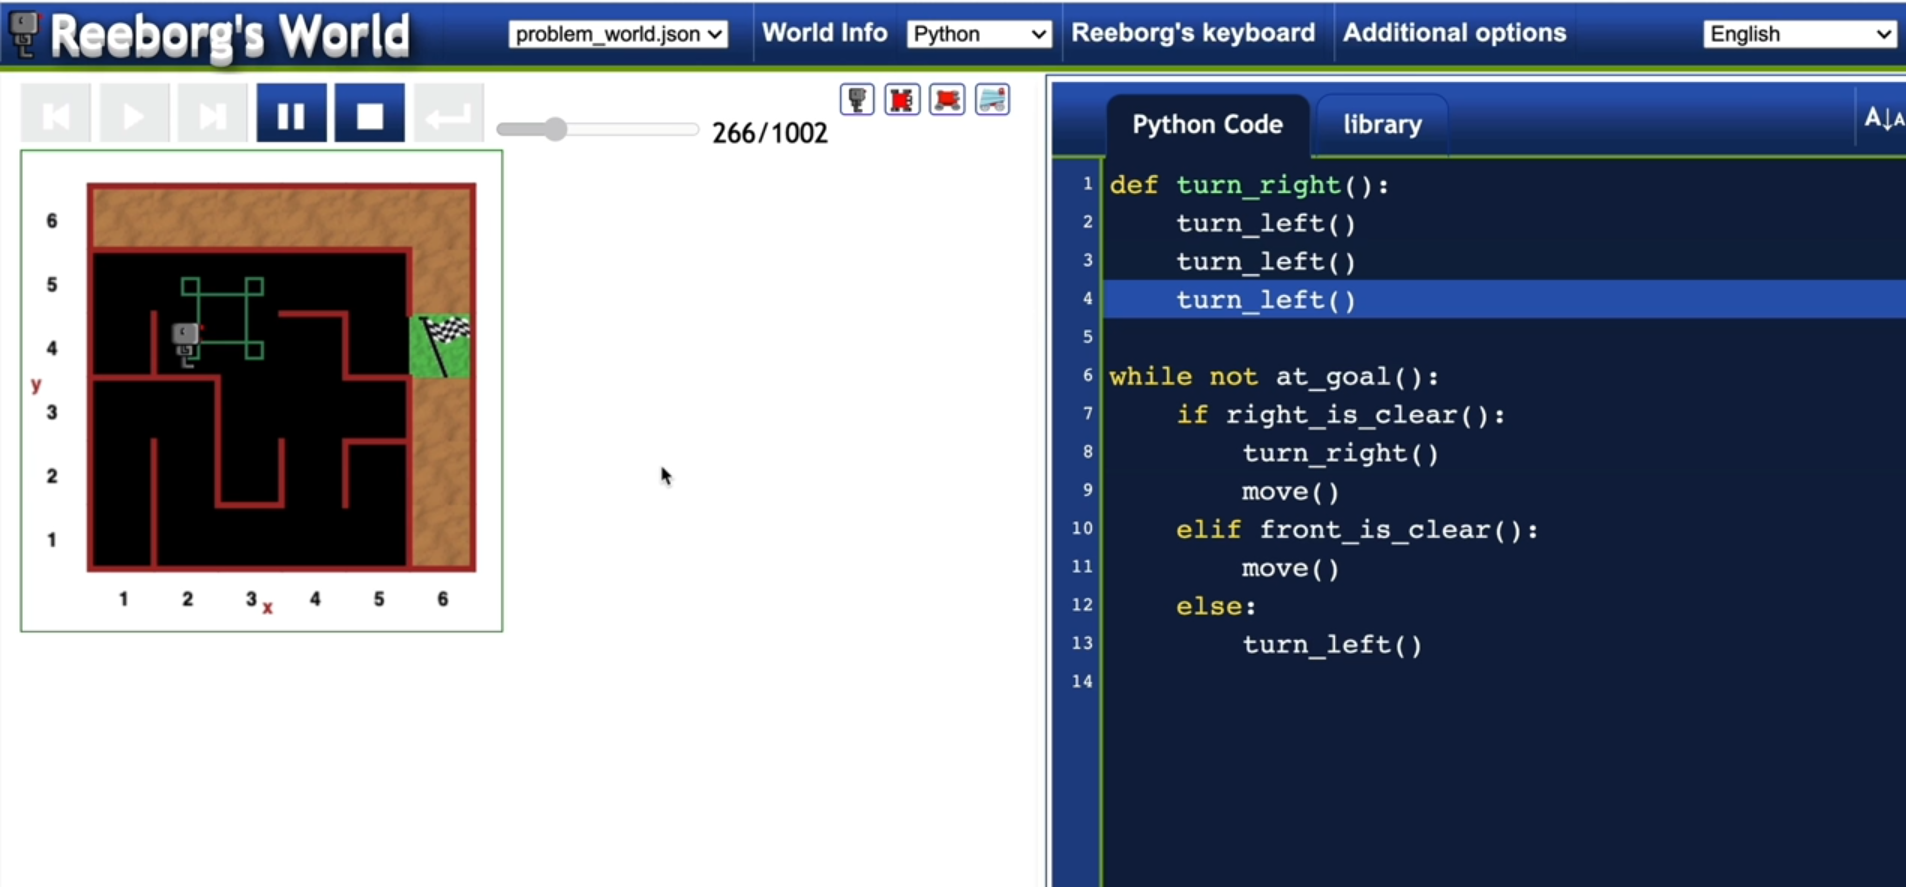 Reeborg's World
problem_world.json
World Info
Python
Reeborg's keyboard
Additional options
English
266/1002
6
5
4
y
3
2
1
1 2 3 x 4 5 6
Python Code
library
A↓A
1 def turn_right():
2 turn_left()
3 turn_left()
4 turn_left()
5
6 while not at_goal():
7 if right_is_clear():
8 turn_right()
9 move()
10 elif front_is_clear():
11 move()
12 else:
13 turn_left()
14